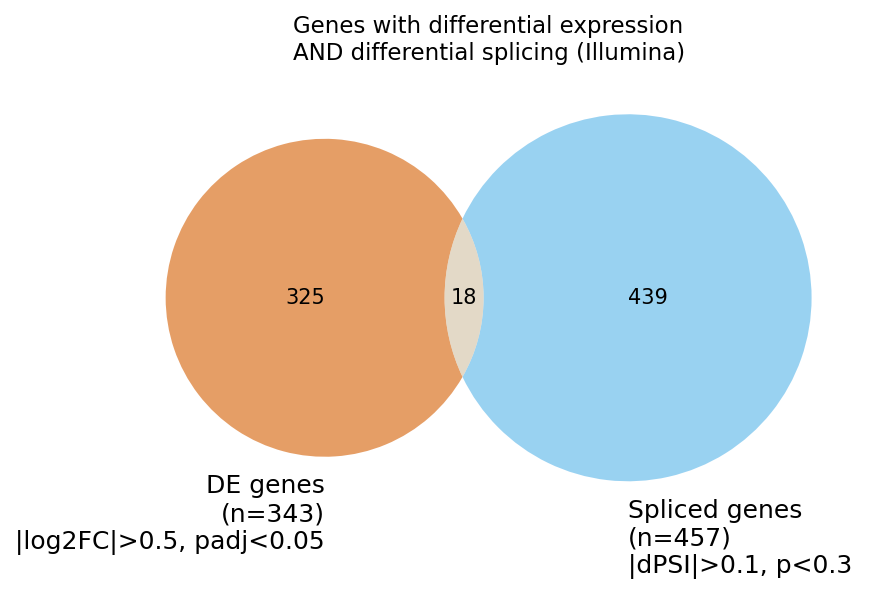 Genes with differential expression
AND differential splicing (Illumina)
325
18
439
DE genes
(n=343)
|log2FC|>0.5, padj<0.05
Spliced genes
(n=457)
|dPSI|>0.1, p<0.3